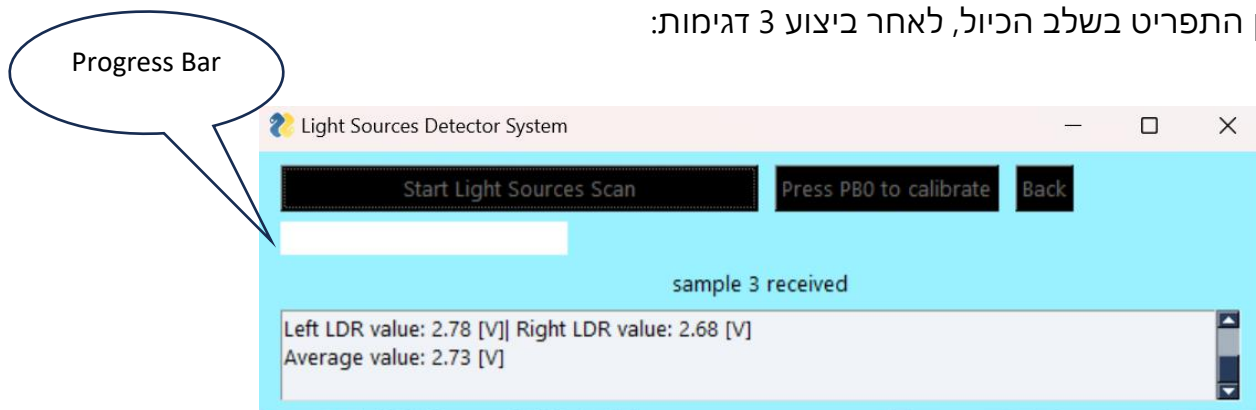 התפריט בשלב הכיול, לאחר ביצוע 3 דגימות:
Progress Bar
Light Sources Detector System
Start Light Sources Scan
Press PB0 to calibrate
Back
sample 3 received
Left LDR value: 2.78 [V]| Right LDR value: 2.68 [V]
Average value: 2.73 [V]